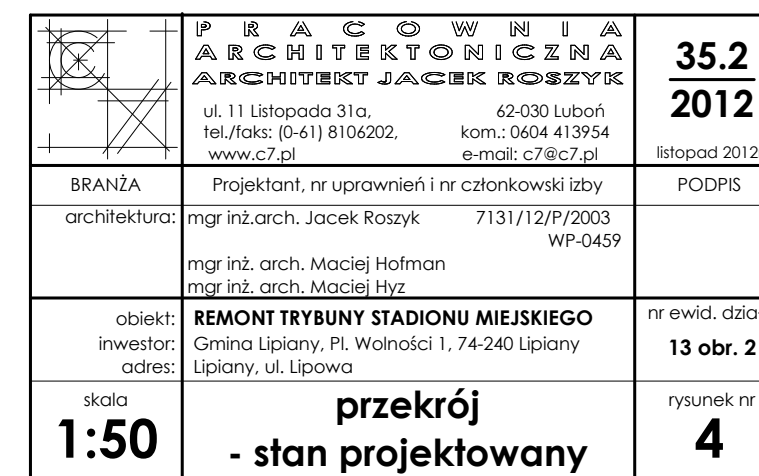 PRACOWNIA
ARCHITEKTONICZNA
ARCHITEKT JACEK ROSZYK
ul. 11 Listopada 31a, 62-030 Luboń
tel./faks: (0-61) 8106202, kom.: 0604 413954
www.c7.pl e-mail: c7@c7.pl
35.2
2012
listopad 2012
BRANŻA Projektant, nr uprawnień i nr członkowski izby PODPIS
architektura: mgr inż.arch. Jacek Roszyk 7131/12/P/2003
WP-0459
mgr inż. arch. Maciej Hofman
mgr inż. arch. Maciej Hyz
obiekt: REMONT TRYBUNY STADIONU MIEJSKIEGO nr ewid.
inwestor: Gmina Lipiany, Pl. Wolności 1, 74-240 Lipiany 13 obr. 2
adres: Lipiany, ul. Lipowa
skala przekrój rysunek nr
1:50 - stan projektowany 4